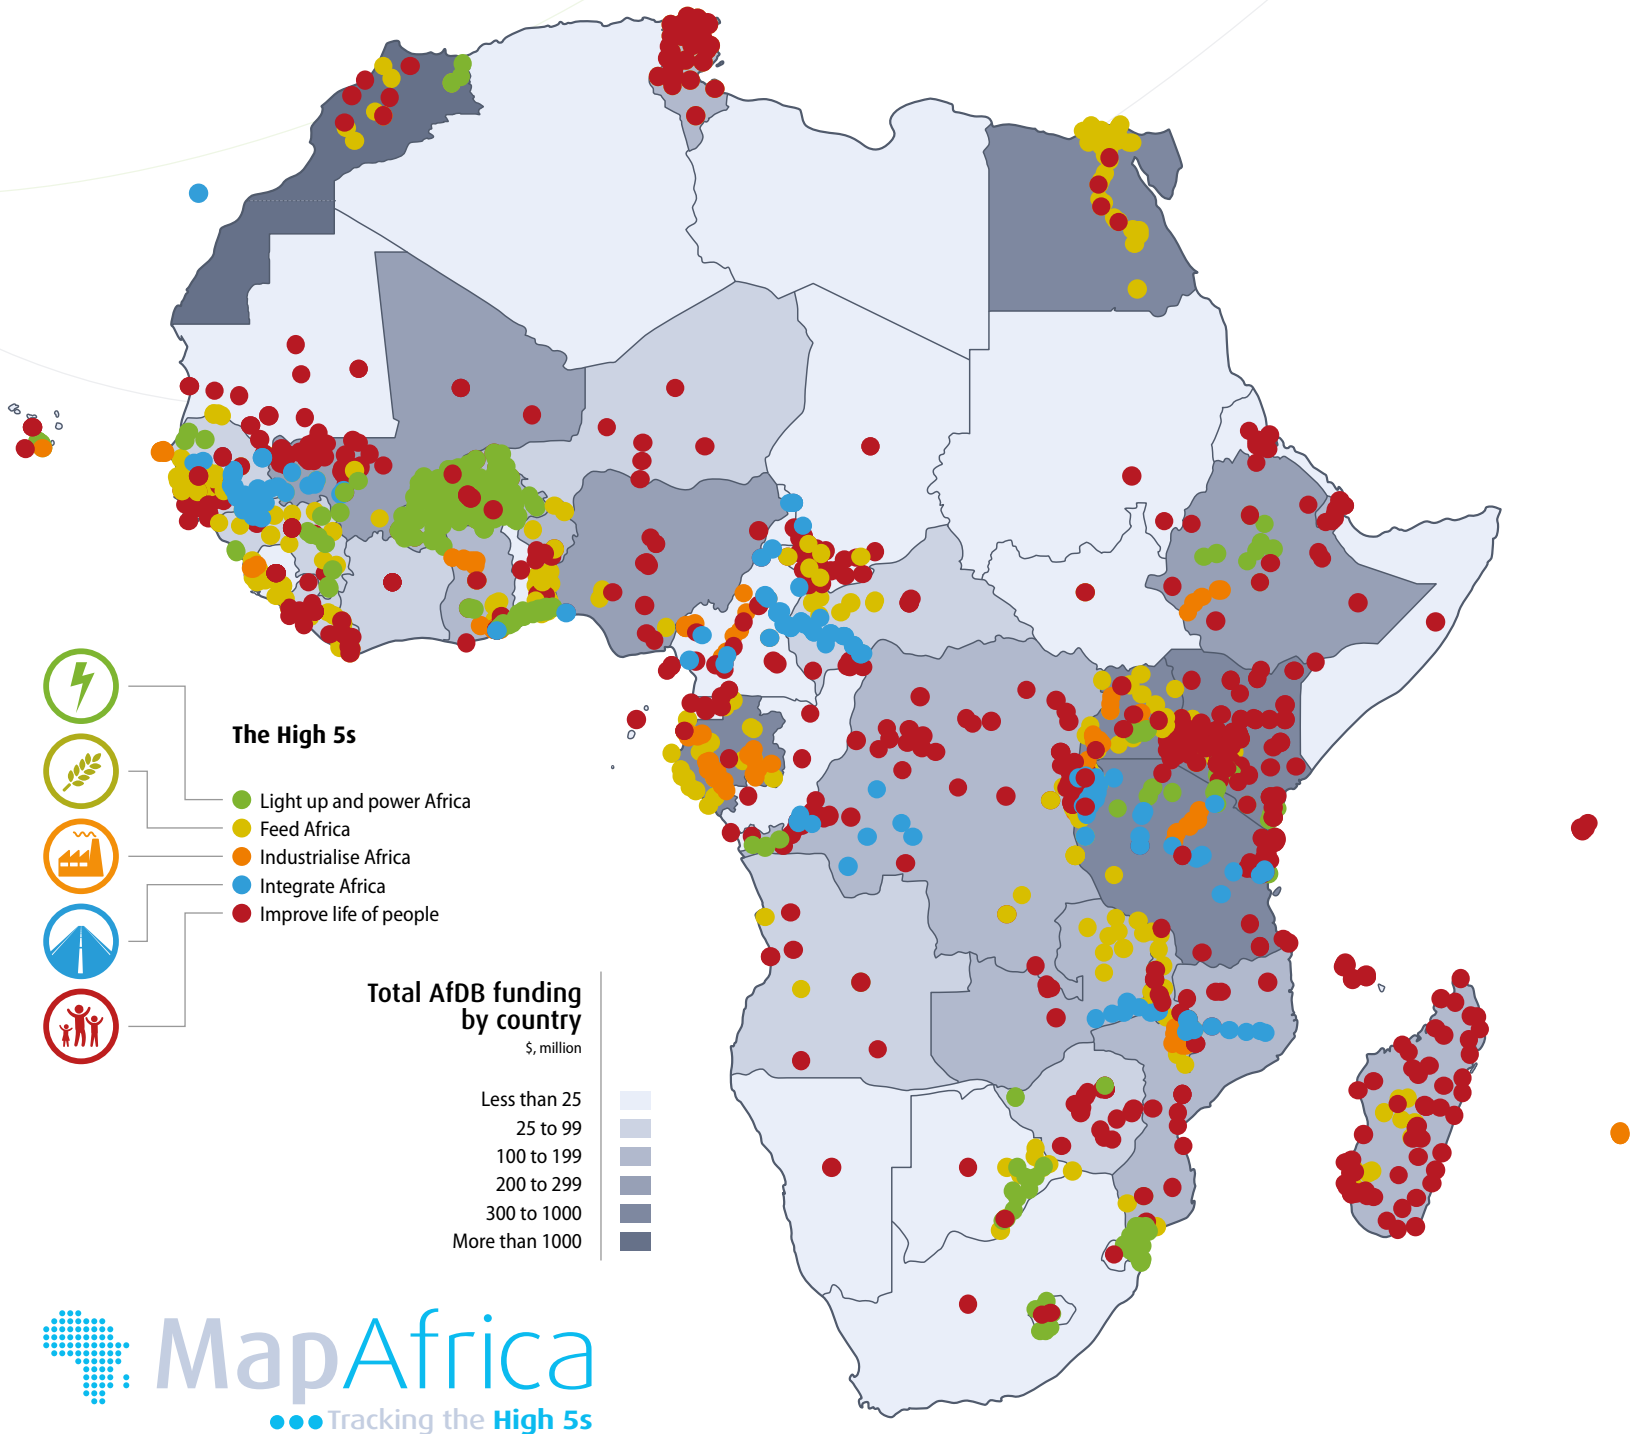 The High 5s
Light up and power Africa
Feed Africa
Industrialise Africa
Integrate Africa
Improve life of people
Total AfDB funding
by country
$, million
Less than 25
25 to 99
100 to 199
200 to 299
300 to 1000
More than 1000
MapAfrica
Tracking the High 5s